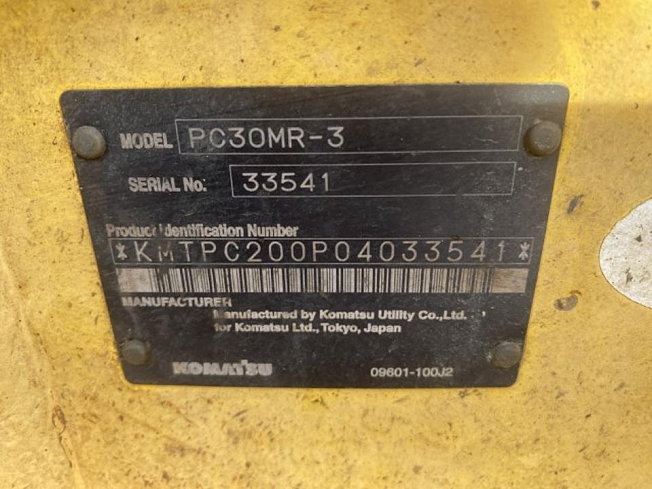 MODEL PC30MR-3
SERIAL No. 33541
Product Identification Number
*KMTPC200P04033541*
MANUFACTURER
Manufactured by Komatsu Utility Co.,Ltd.
for Komatsu Ltd.,Tokyo, Japan
KOMATSU 09601-100J2